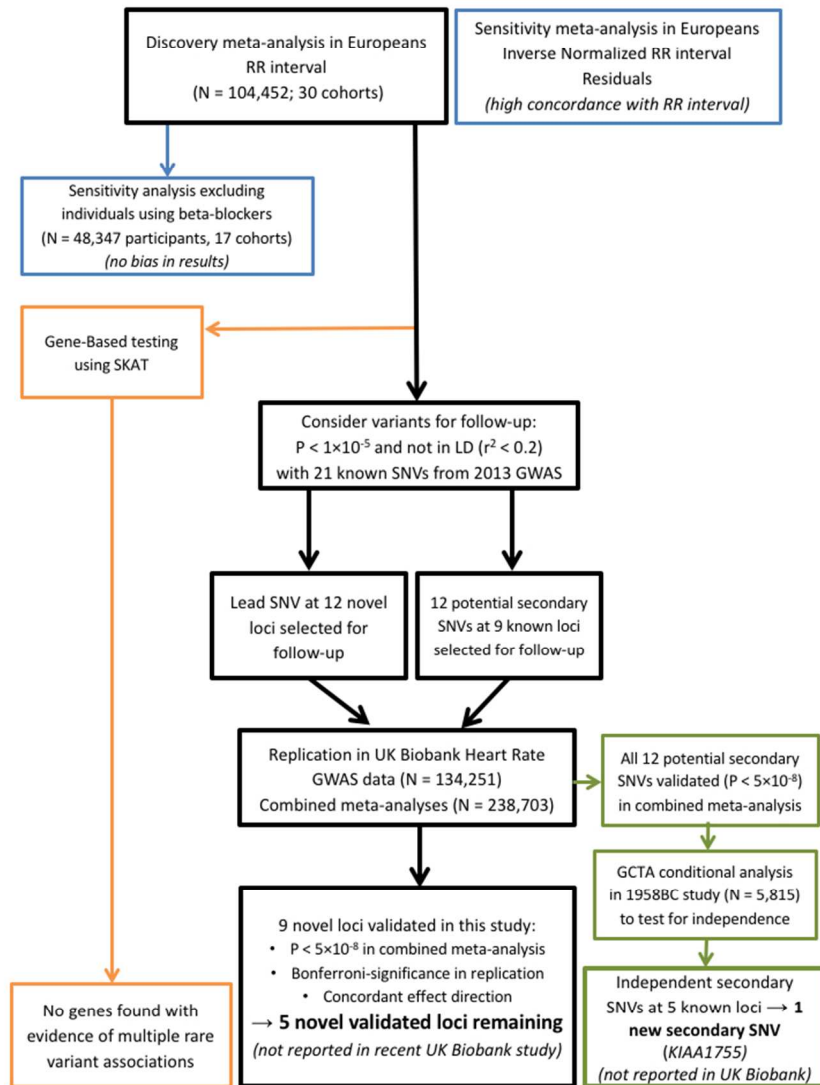 Discovery meta-analysis in Europeans
RR interval
(N = 104,452; 30 cohorts)
Sensitivity meta-analysis in Europeans
Inverse Normalized RR interval
Residuals
(high concordance with RR interval)
Sensitivity analysis excluding
individuals using beta-blockers
(N = 48,347 participants, 17 cohorts)
(no bias in results)
Gene-Based testing
using SKAT
Consider variants for follow-up:
P < 1×10⁻⁵ and not in LD (r² < 0.2)
with 21 known SNVs from 2013 GWAS
Lead SNV at 12 novel
loci selected for
follow-up
12 potential secondary
SNVs at 9 known loci
selected for follow-up
Replication in UK Biobank Heart Rate
GWAS data (N = 134,251)
Combined meta-analyses (N = 238,703)
All 12 potential secondary
SNVs validated (P < 5×10⁻⁸)
in combined meta-analysis
GCTA conditional analysis
in 1958BC study (N = 5,815)
to test for independence
9 novel loci validated in this study:
• P < 5×10⁻⁸ in combined meta-analysis
• Bonferroni-significance in replication
• Concordant effect direction
→ 5 novel validated loci remaining
(not reported in recent UK Biobank study)
Independent secondary
SNVs at 5 known loci → 1
new secondary SNV
(KIAA1755)
(not reported in UK Biobank)
No genes found with
evidence of multiple rare
variant associations